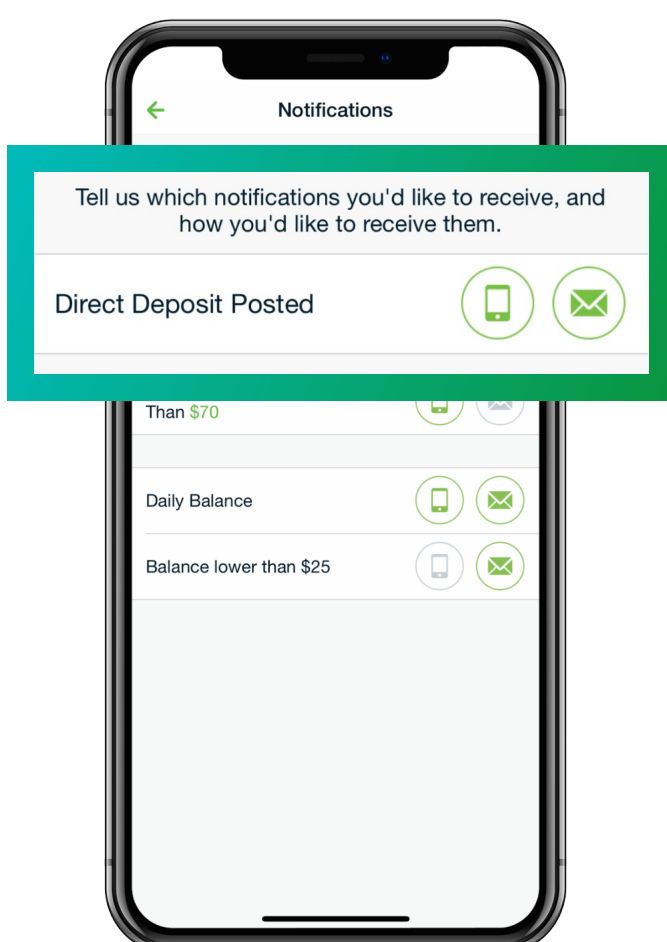 Notifications
Tell us which notifications you'd like to receive, and
how you'd like to receive them.
Direct Deposit Posted
Than $70
Daily Balance
Balance lower than $25